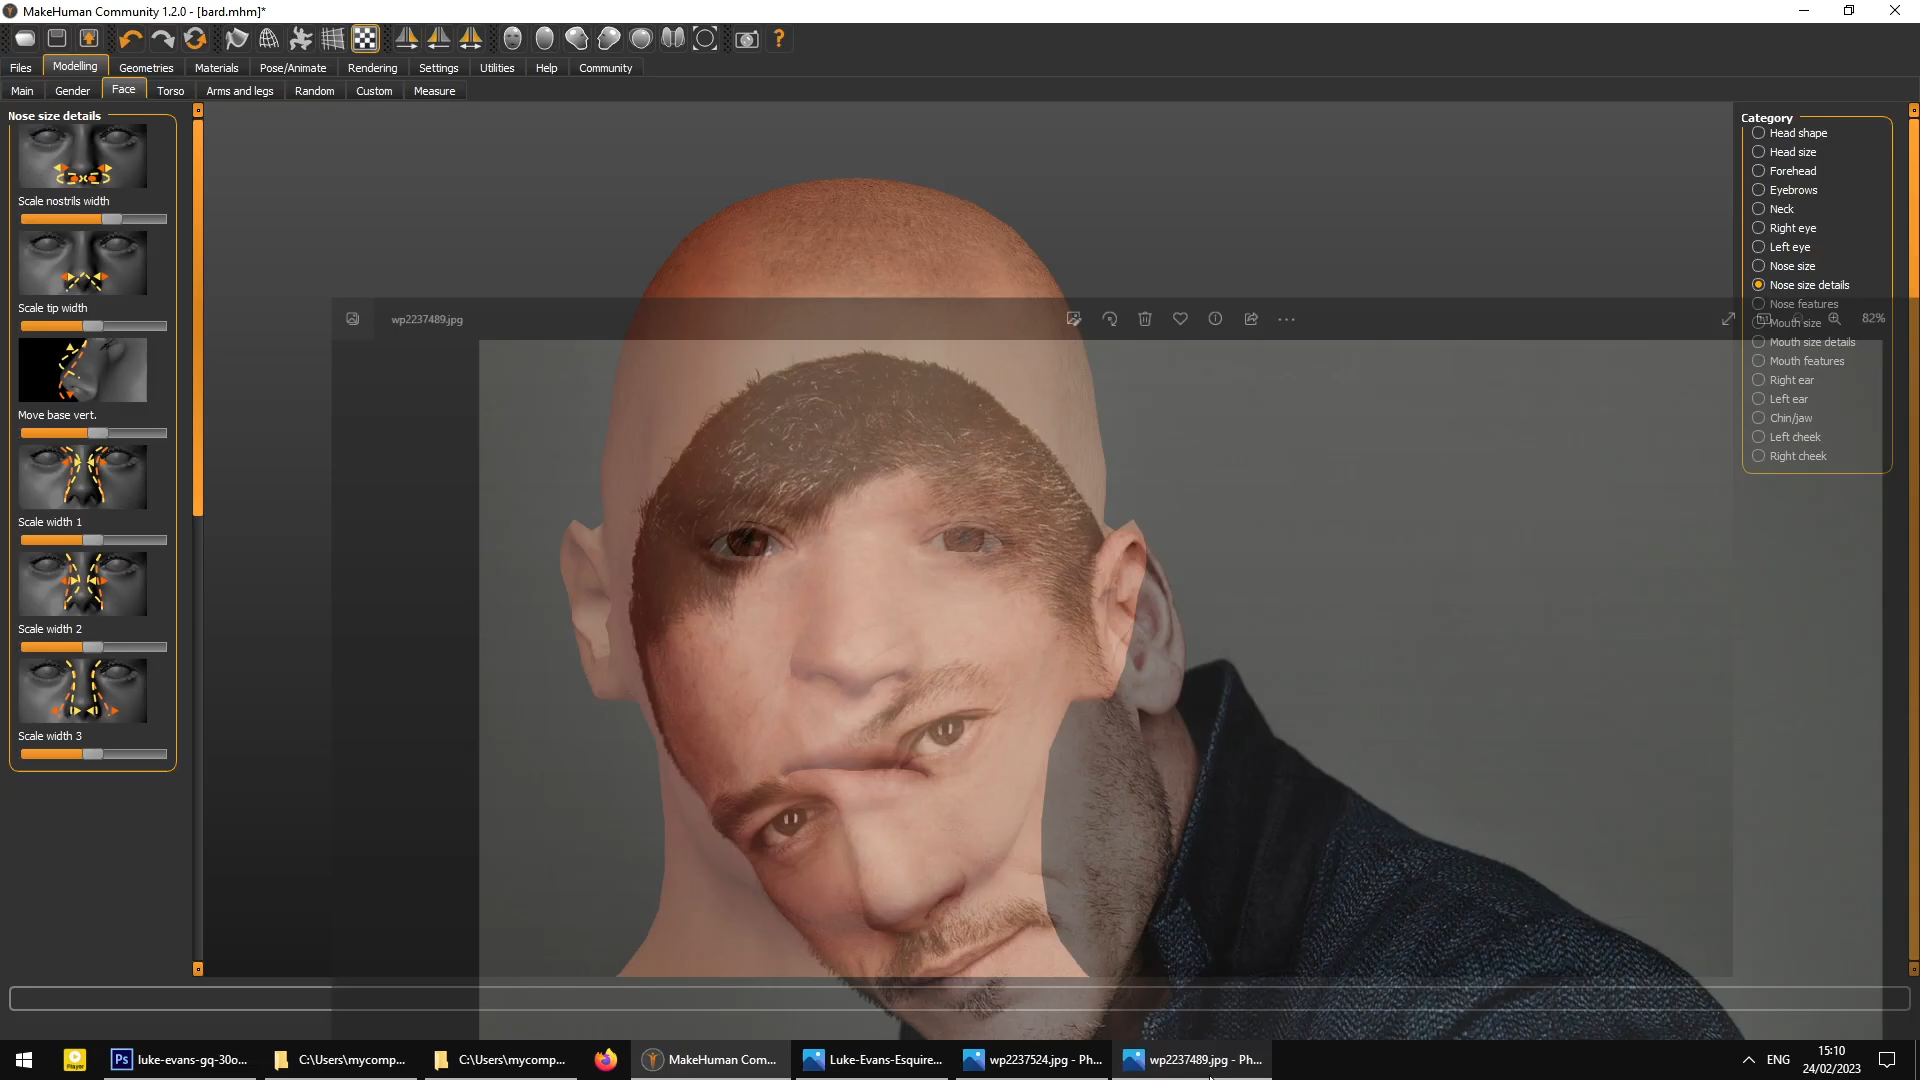 MakeHuman Community 1.2.0 - [bard.mhm]*
Files
Modelling
Geometries
Materials
Pose/Animate
Rendering
Settings
Utilities
Help
Community
Main
Gender
Face
Torso
Arms and legs
Random
Custom
Measure
Nose size details
Scale nostrils width
Scale tip width
Move base vert.
Scale width 1
Scale width 2
Scale width 3
wp2237489.jpg
82%
Category
Head shape
Head size
Forehead
Eyebrows
Neck
Right eye
Left eye
Nose size
Nose size details
Nose features
Mouth size
Mouth size details
Mouth features
Right ear
Left ear
Chin/jaw
Left cheek
Right cheek
Player
Ps
luke-evans-gq-30o...
C:\Users\mycomp...
C:\Users\mycomp...
MakeHuman Com...
Luke-Evans-Esquire...
wp2237524.jpg - Ph...
wp2237489.jpg - Ph...
ENG
15:10
24/02/2023